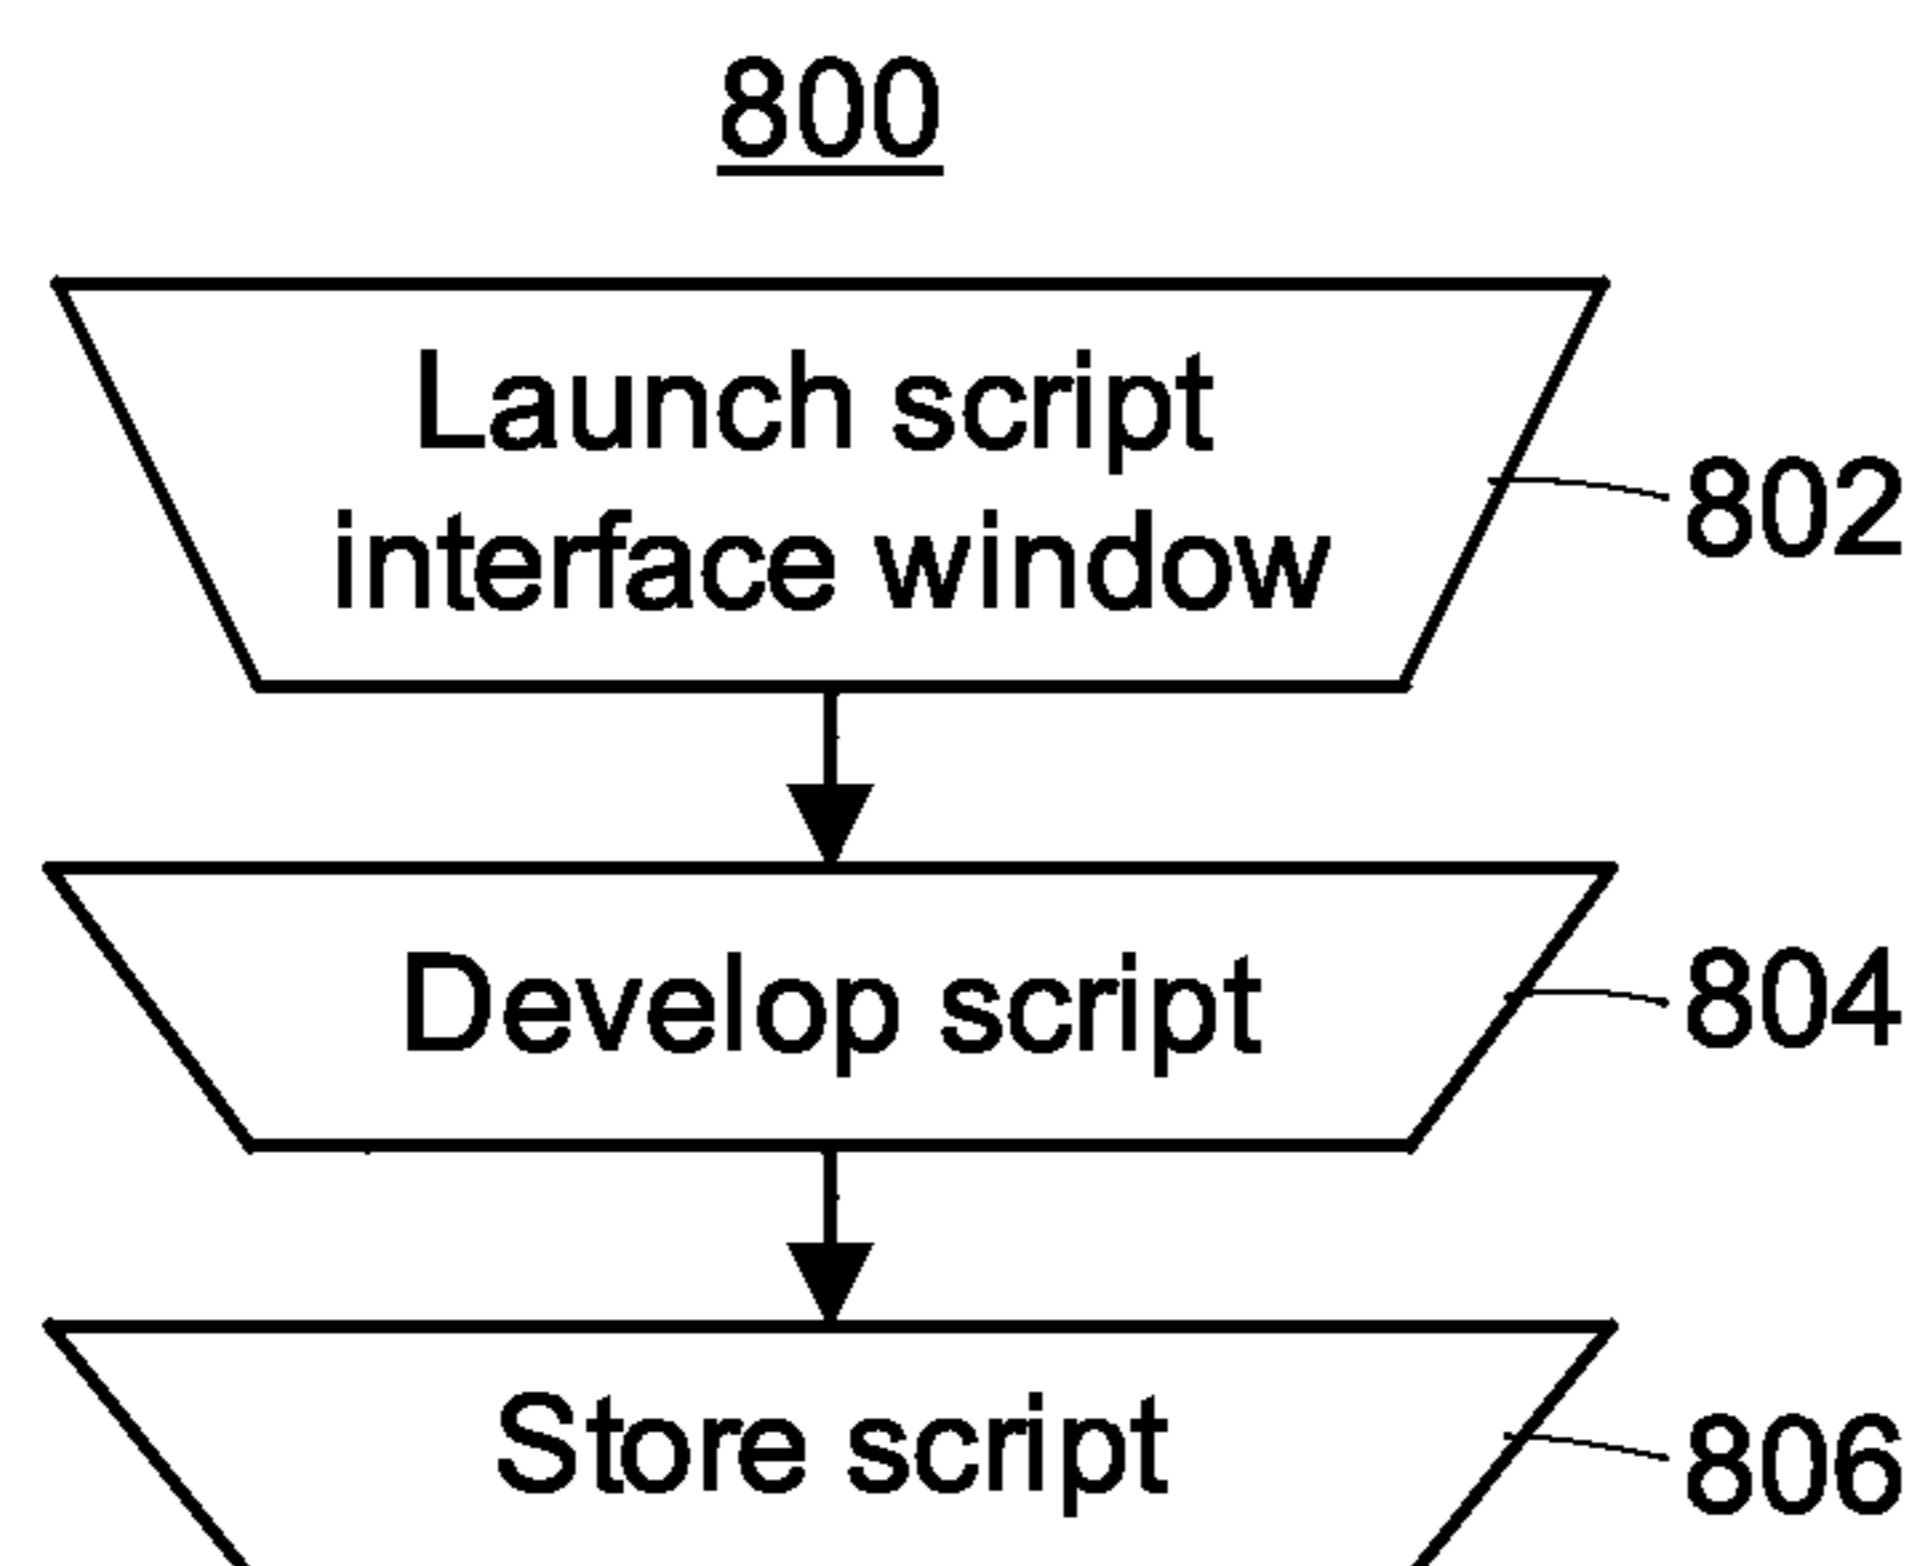 800
Launch script
interface window
802
Develop script
804
Store script
806